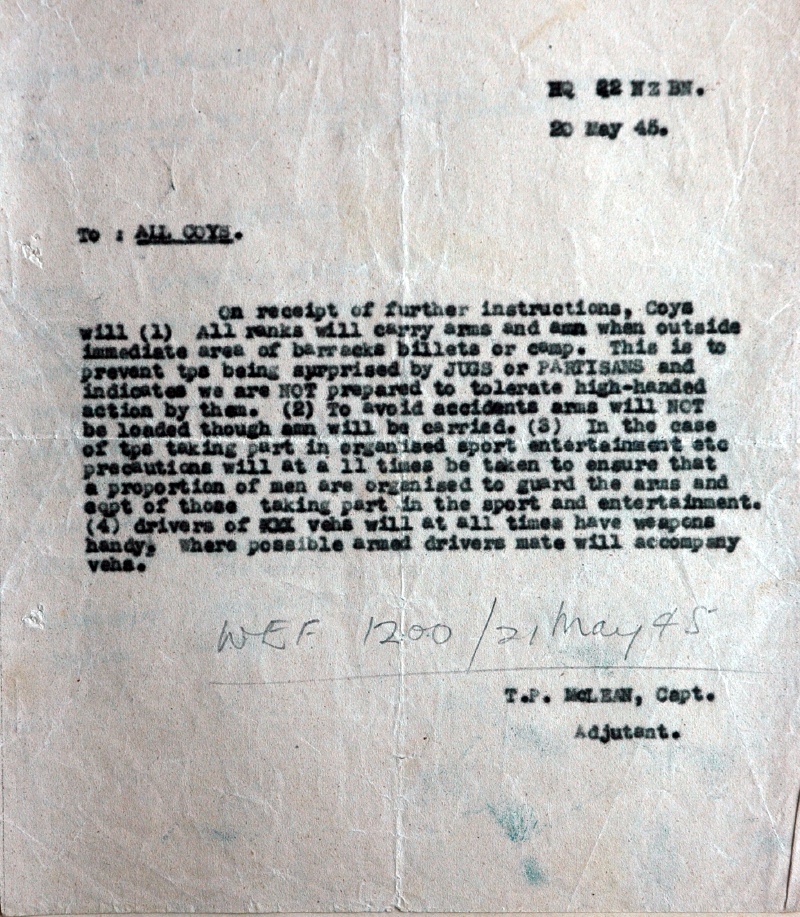 HQ 22 NZ BN.
20 May 45.
To : ALL COYS.
On receipt of further instructions, Coys
will (1) All ranks will carry arms and amn when outside
immediate area of barracks billets or camp. This is to
prevent tps being surprised by JUGS or PARTISANS and
indicates we are NOT prepared to tolerate high-handed
action by them. (2) To avoid accidents arms will NOT
be loaded though amn will be carried. (3) In the case
of tps taking part in organised sport entertainment etc
precautions will at a ll times be taken to ensure that
a proportion of men are organised to guard the arms and
eqpt of those taking part in the sport and entertainment.
(4) drivers of vehs will at all times have weapons
handy, Where possible armed drivers mate will accompany
vehs.
WEF 1200 / 21 May 45
T.P. McLEAN, Capt.
Adjutant.